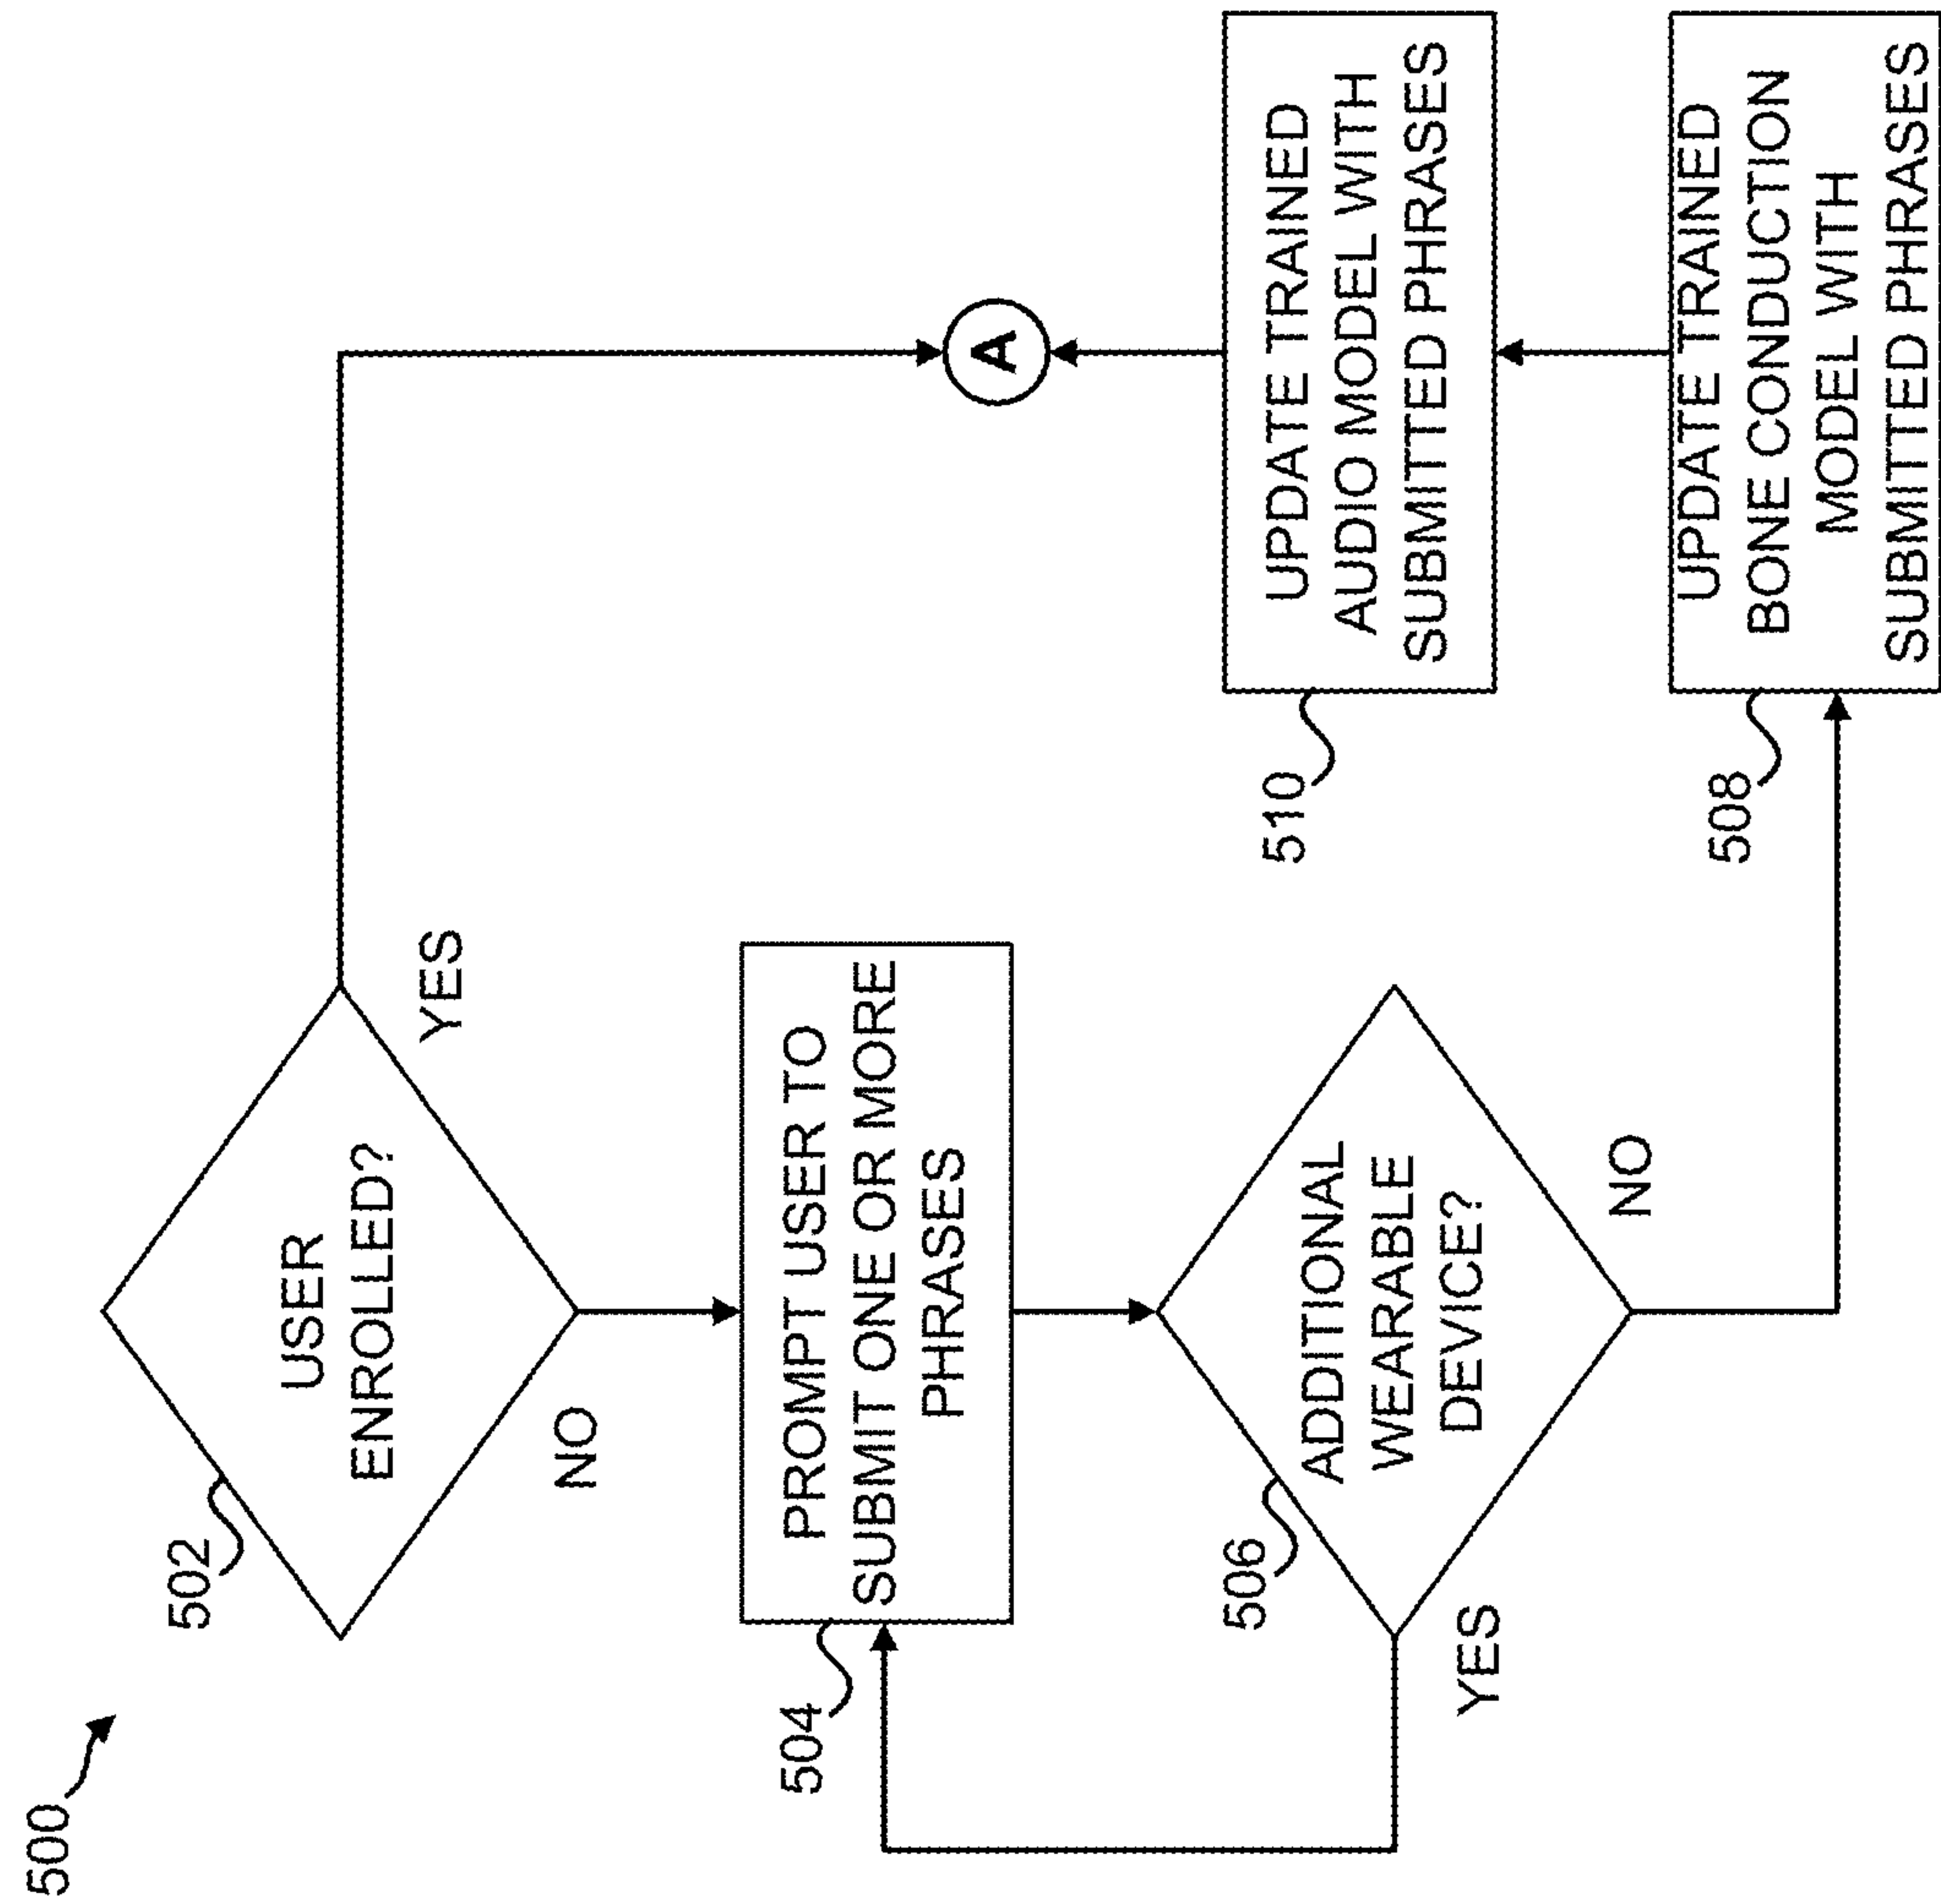 500
502
USER
ENROLLED?
YES
NO
504
PROMPT USER TO
SUBMIT ONE OR MORE
PHRASES
506
ADDITIONAL
WEARABLE
DEVICE?
YES
NO
A
510
UPDATE TRAINED
AUDIO MODEL WITH
SUBMITTED PHRASES
508
UPDATE TRAINED
BONE CONDUCTION
MODEL WITH
SUBMITTED PHRASES